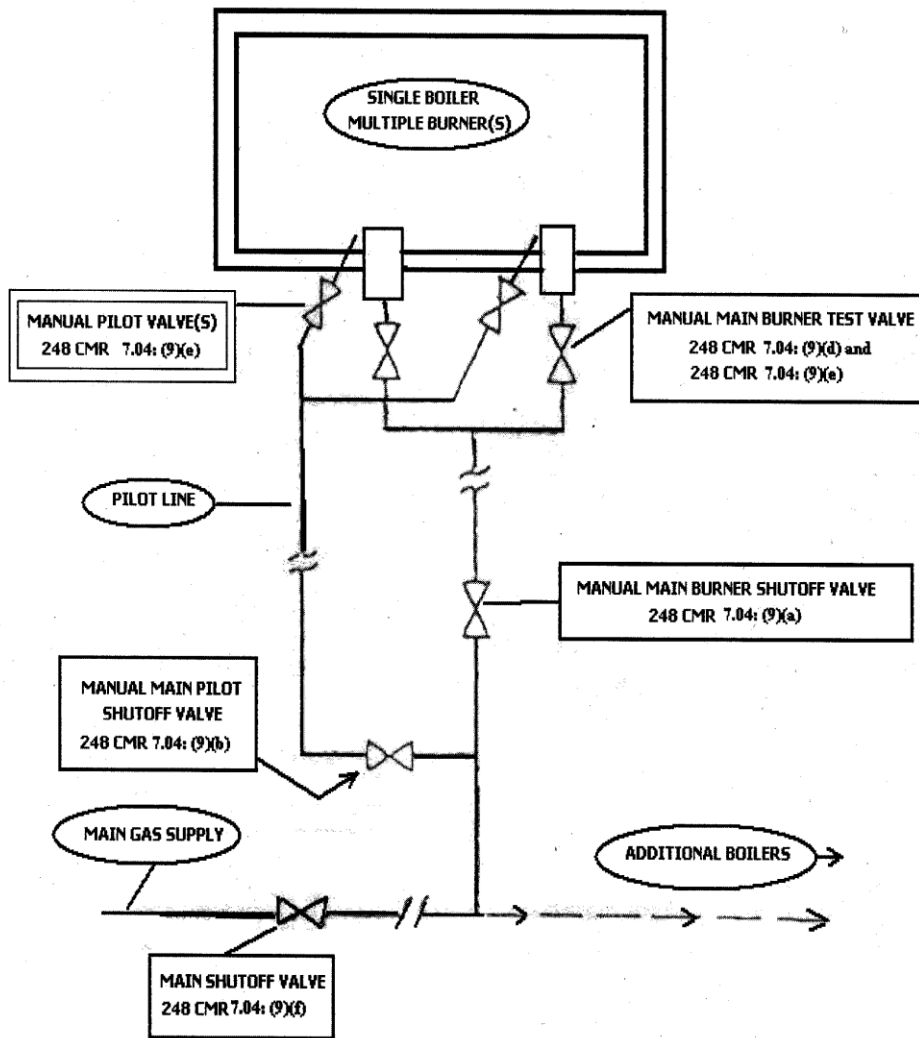 SINGLE BOILER
MULTIPLE BURNER(S)
MANUAL PILOT VALVE(S)
248 CMR 7.04: (9)(e)
MANUAL MAIN BURNER TEST VALVE
248 CMR 7.04: (9)(d) and
248 CMR 7.04: (9)(e)
PILOT LINE
MANUAL MAIN BURNER SHUTOFF VALVE
248 CMR 7.04: (9)(a)
MANUAL MAIN PILOT
SHUTOFF VALVE
248 CMR 7.04: (9)(b)
MAIN GAS SUPPLY
ADDITIONAL BOILERS
MAIN SHUTOFF VALVE
248 CMR 7.04: (9)(f)